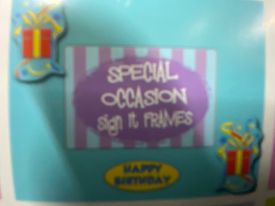 SPECIAL
OCCASION
sign it FRAMES
HAPPY
BIRTHDAY